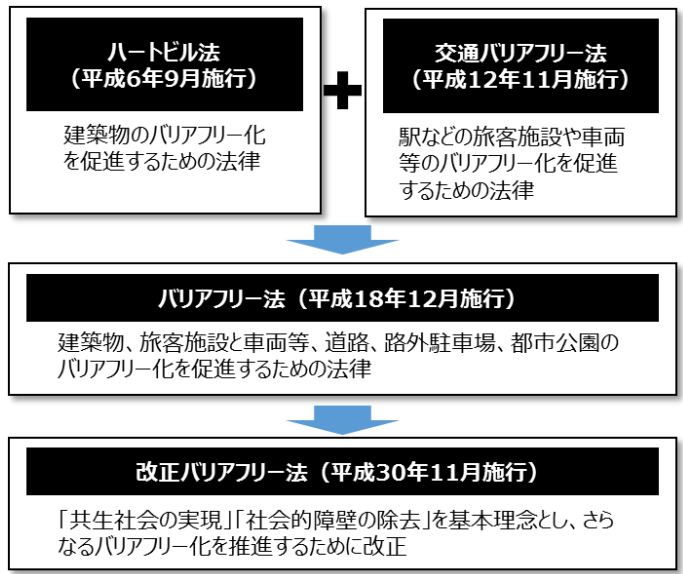 ハートビル法
（平成6年9月施行）
建築物のバリアフリー化
を促進するための法律
交通バリアフリー法
（平成12年11月施行）
駅などの旅客施設や車両
等のバリアフリー化を促進
するための法律
バリアフリー法（平成18年12月施行）
建築物、旅客施設と車両等、道路、路外駐車場、都市公園の
バリアフリー化を促進するための法律
改正バリアフリー法（平成30年11月施行）
「共生社会の実現」「社会的障壁の除去」を基本理念とし、さら
なるバリアフリー化を推進するために改正